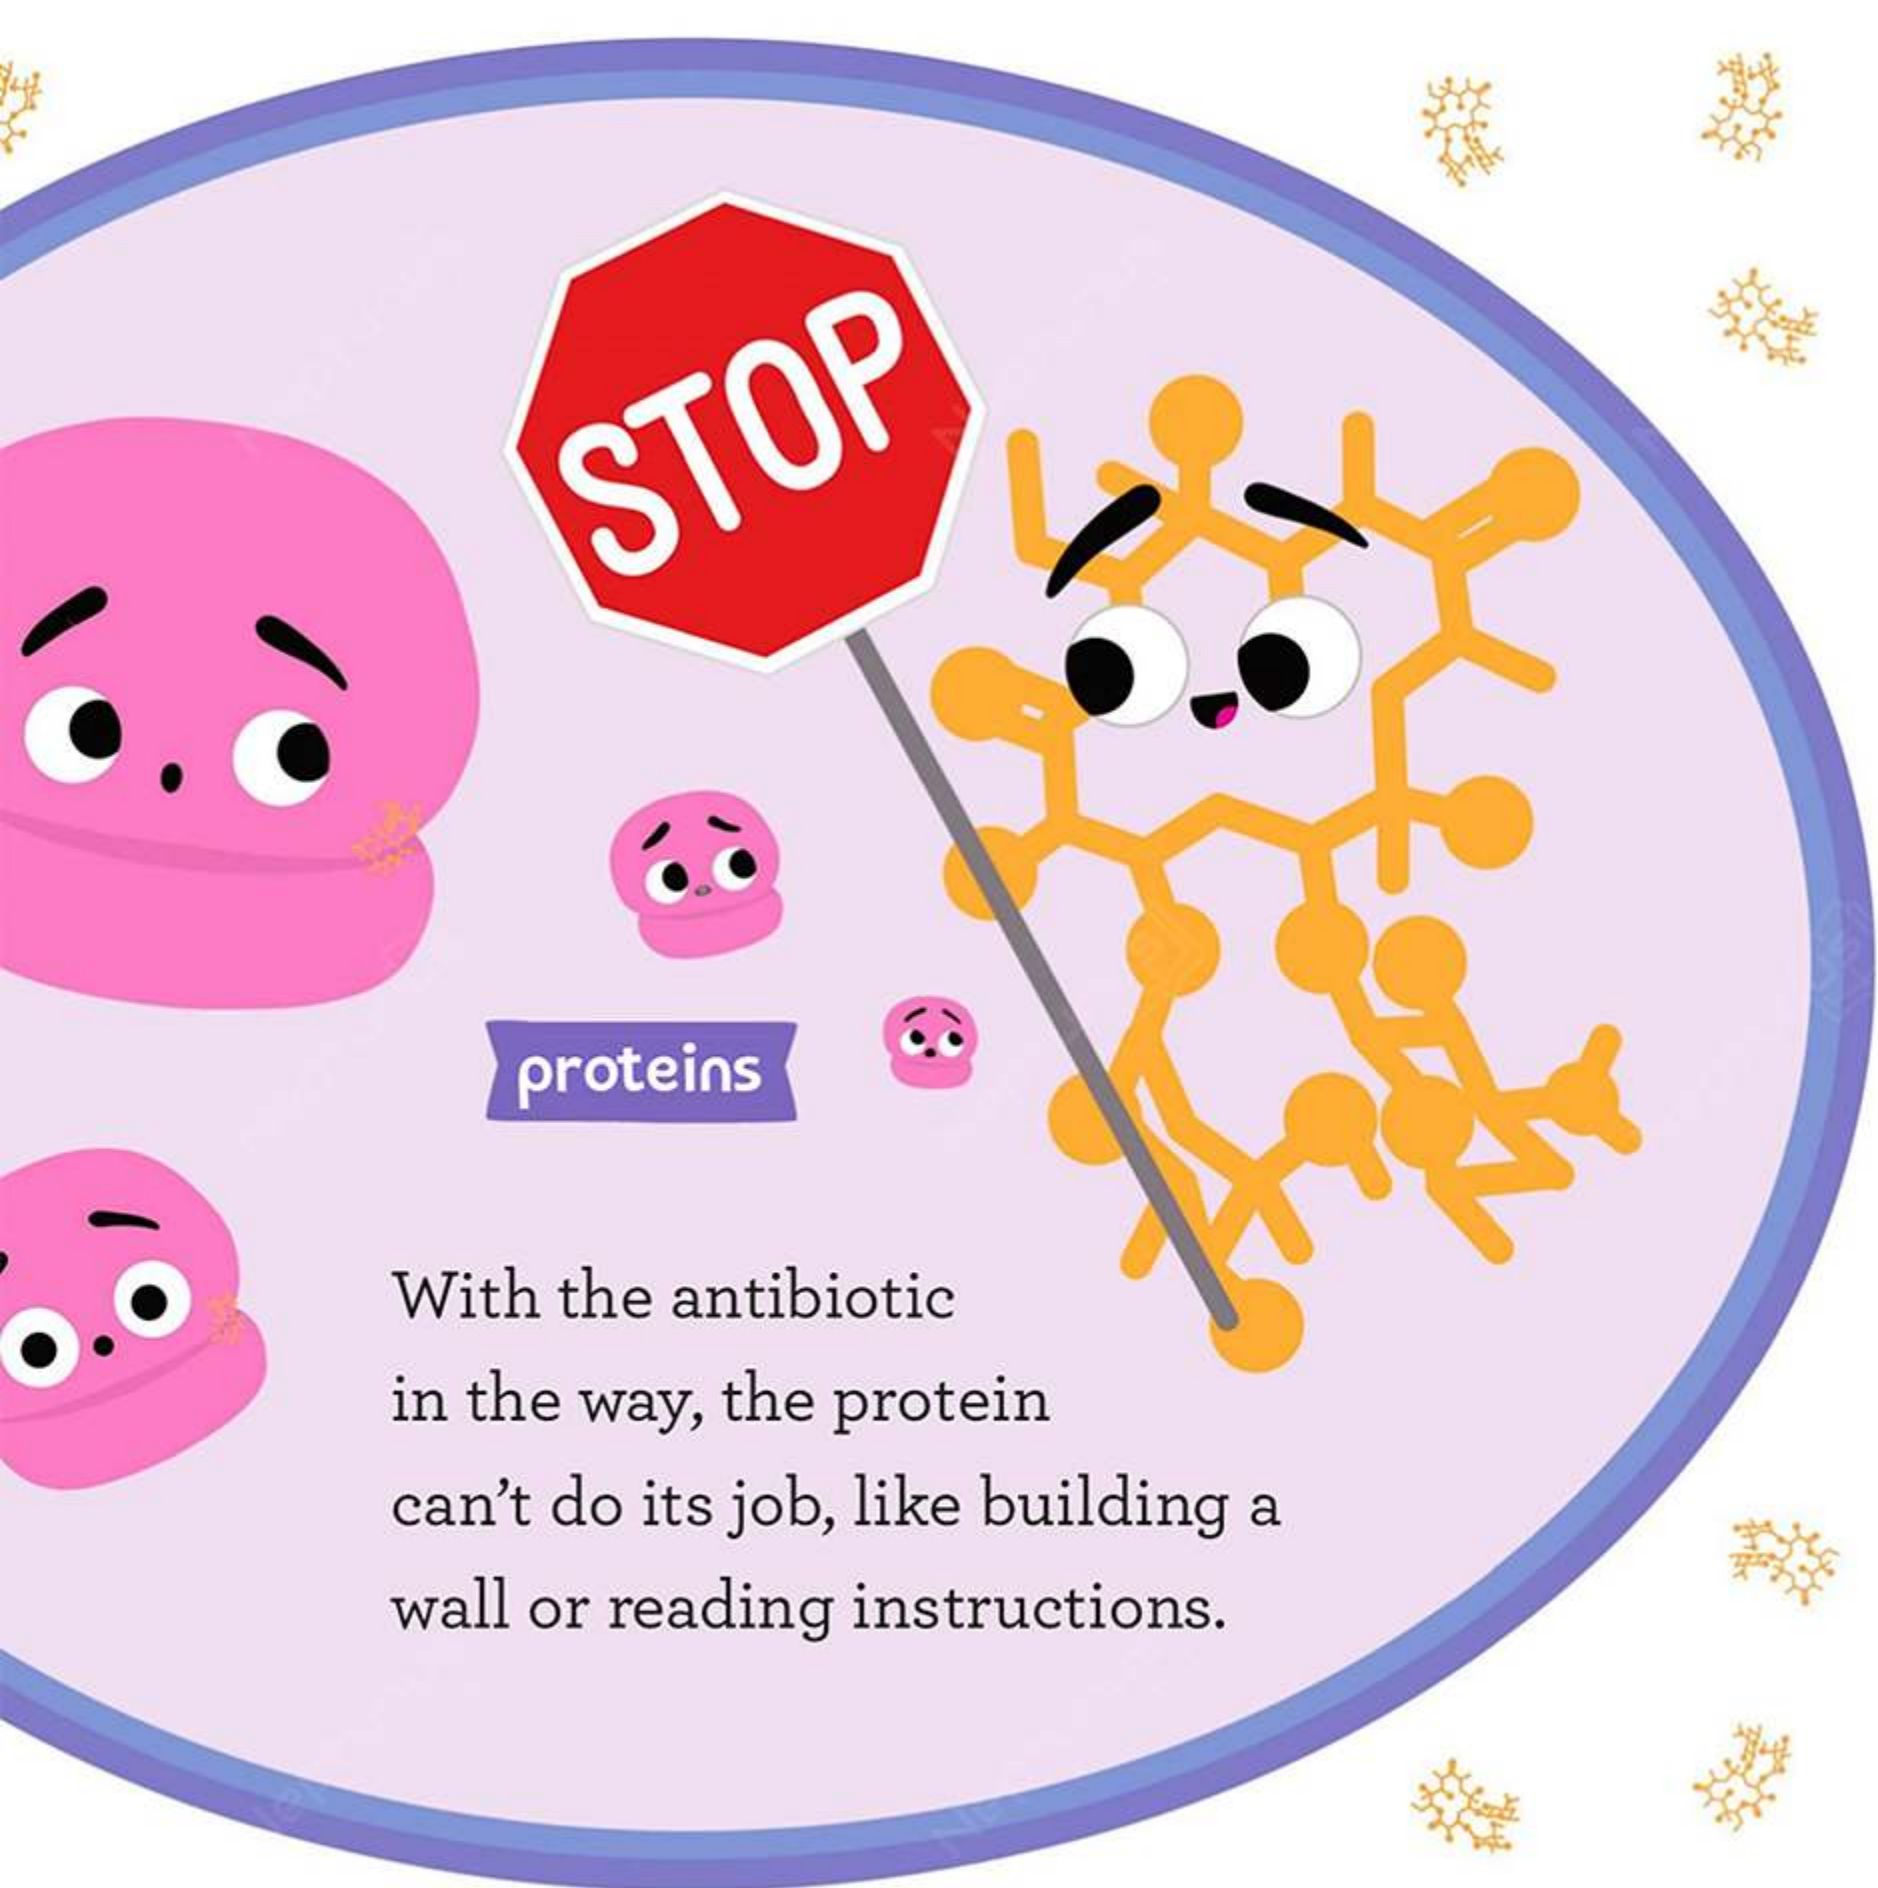 STOP
proteins
With the antibiotic
in the way, the protein
can’t do its job, like building a
wall or reading instructions.